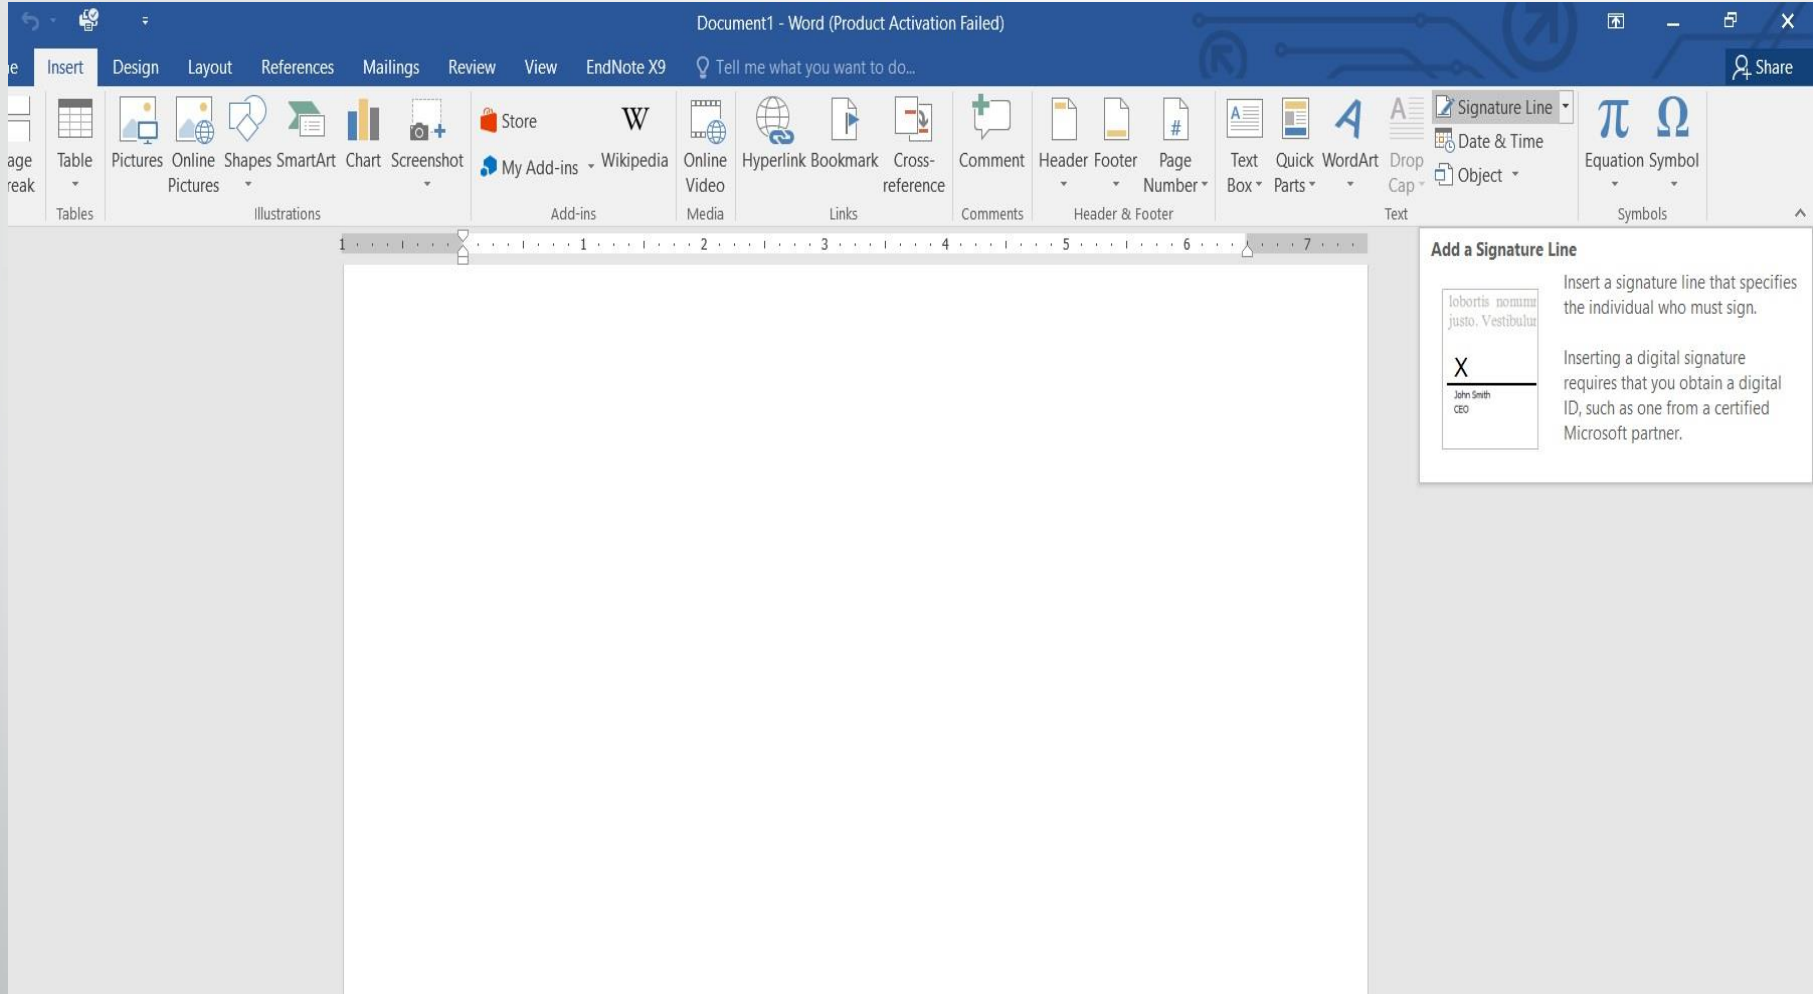 Document1 - Word (Product Activation Failed)
Insert Design Layout References Mailings Review View EndNote X9 Tell me what you want to do... Share
Store
W
Signature Line
π Ω
Date & Time
My Add-ins
Table Pictures Online Shapes SmartArt Chart Screenshot Wikipedia Online Hyperlink Bookmark Cross- Comment Header Footer Page Text Quick WordArt Drop Equation Symbol
Object
Pictures Video reference Number Box Parts Cap
Tables Illustrations Add-ins Media Links Comments Header & Footer Text Symbols
1 1 2 3 4 5 6 7
Add a Signature Line
Insert a signature line that specifies
the individual who must sign.
Inserting a digital signature
requires that you obtain a digital
ID, such as one from a certified
Microsoft partner.
lobortis
justo. Vestibulur
X
John Smith
CEO